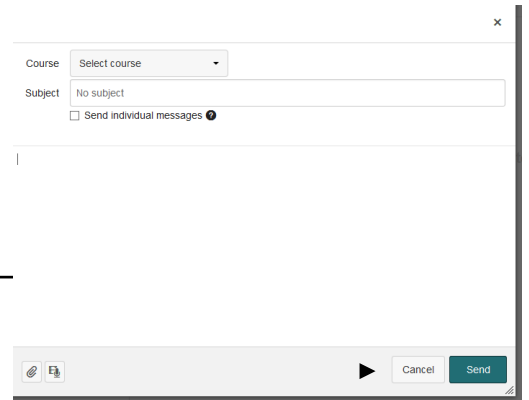 ×
Course Select course
Subject No subject
Send individual messages ?
Cancel Send